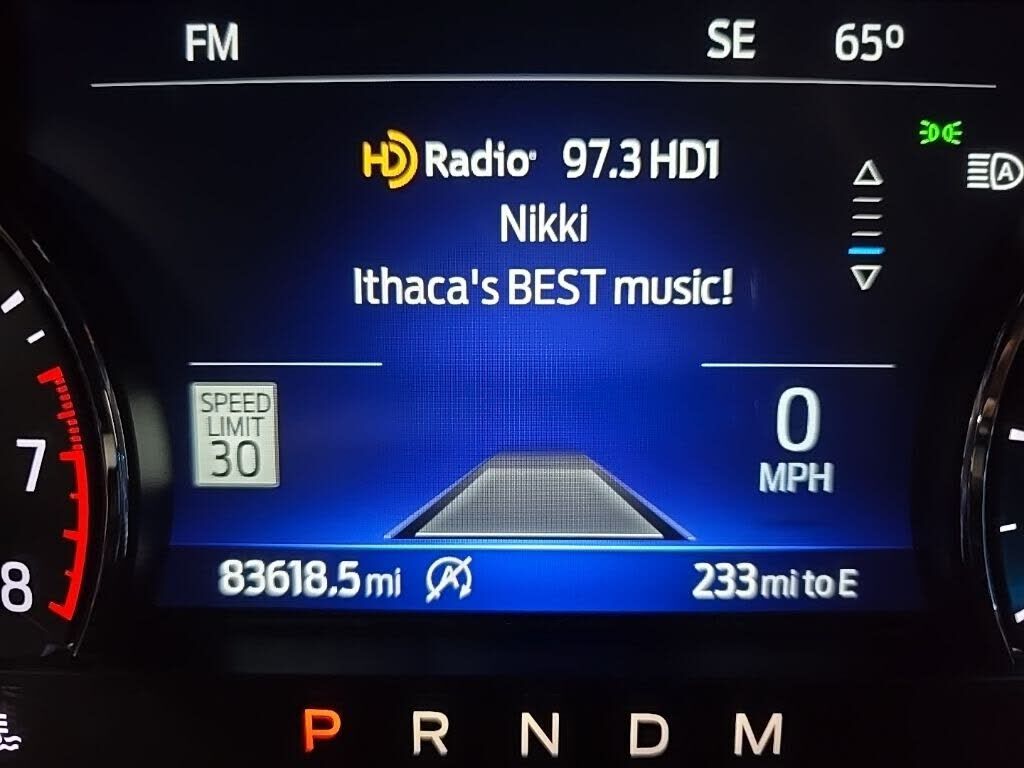 FM SE 65°
HD Radio® 97.3 HD1
Nikki
Ithaca's BEST music!
A
SPEED
LIMIT
30
0
MPH
7
8
83618.5 mi A 233 mi to E
P R N D M